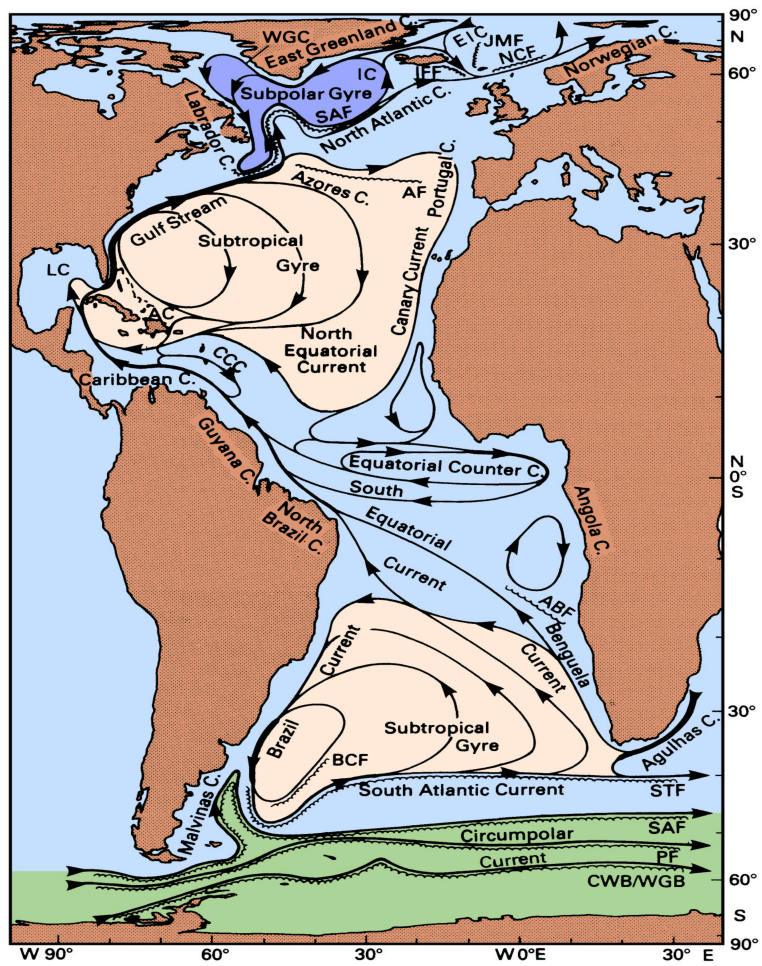 90°
N
WGC
East Greenland C.
EIC
JMF
NCF
Norwegian C.
60°
IC
IFF
Subpolar Gyre
SAF
North Atlantic C.
Labrador C.
Azores C.
AF
Portugal C.
Gulf Stream
Subtropical
Gyre
Canary Current
30°
LC
AC
North
Equatorial
Current
CCC
Caribbean C.
Guyana C.
Equatorial Counter C.
N
0°
S
South
North
Brazil C.
Equatorial
Current
Angola C.
ABF
Benguela
Current
Current
Brazil
Subtropical
Gyre
30°
Agulhas C.
BCF
South Atlantic Current
STF
Malvinas C.
SAF
Circumpolar
Current
PF
CWB/WGB
60°
S
90°
W 90°
60°
30°
W 0°E
30° E